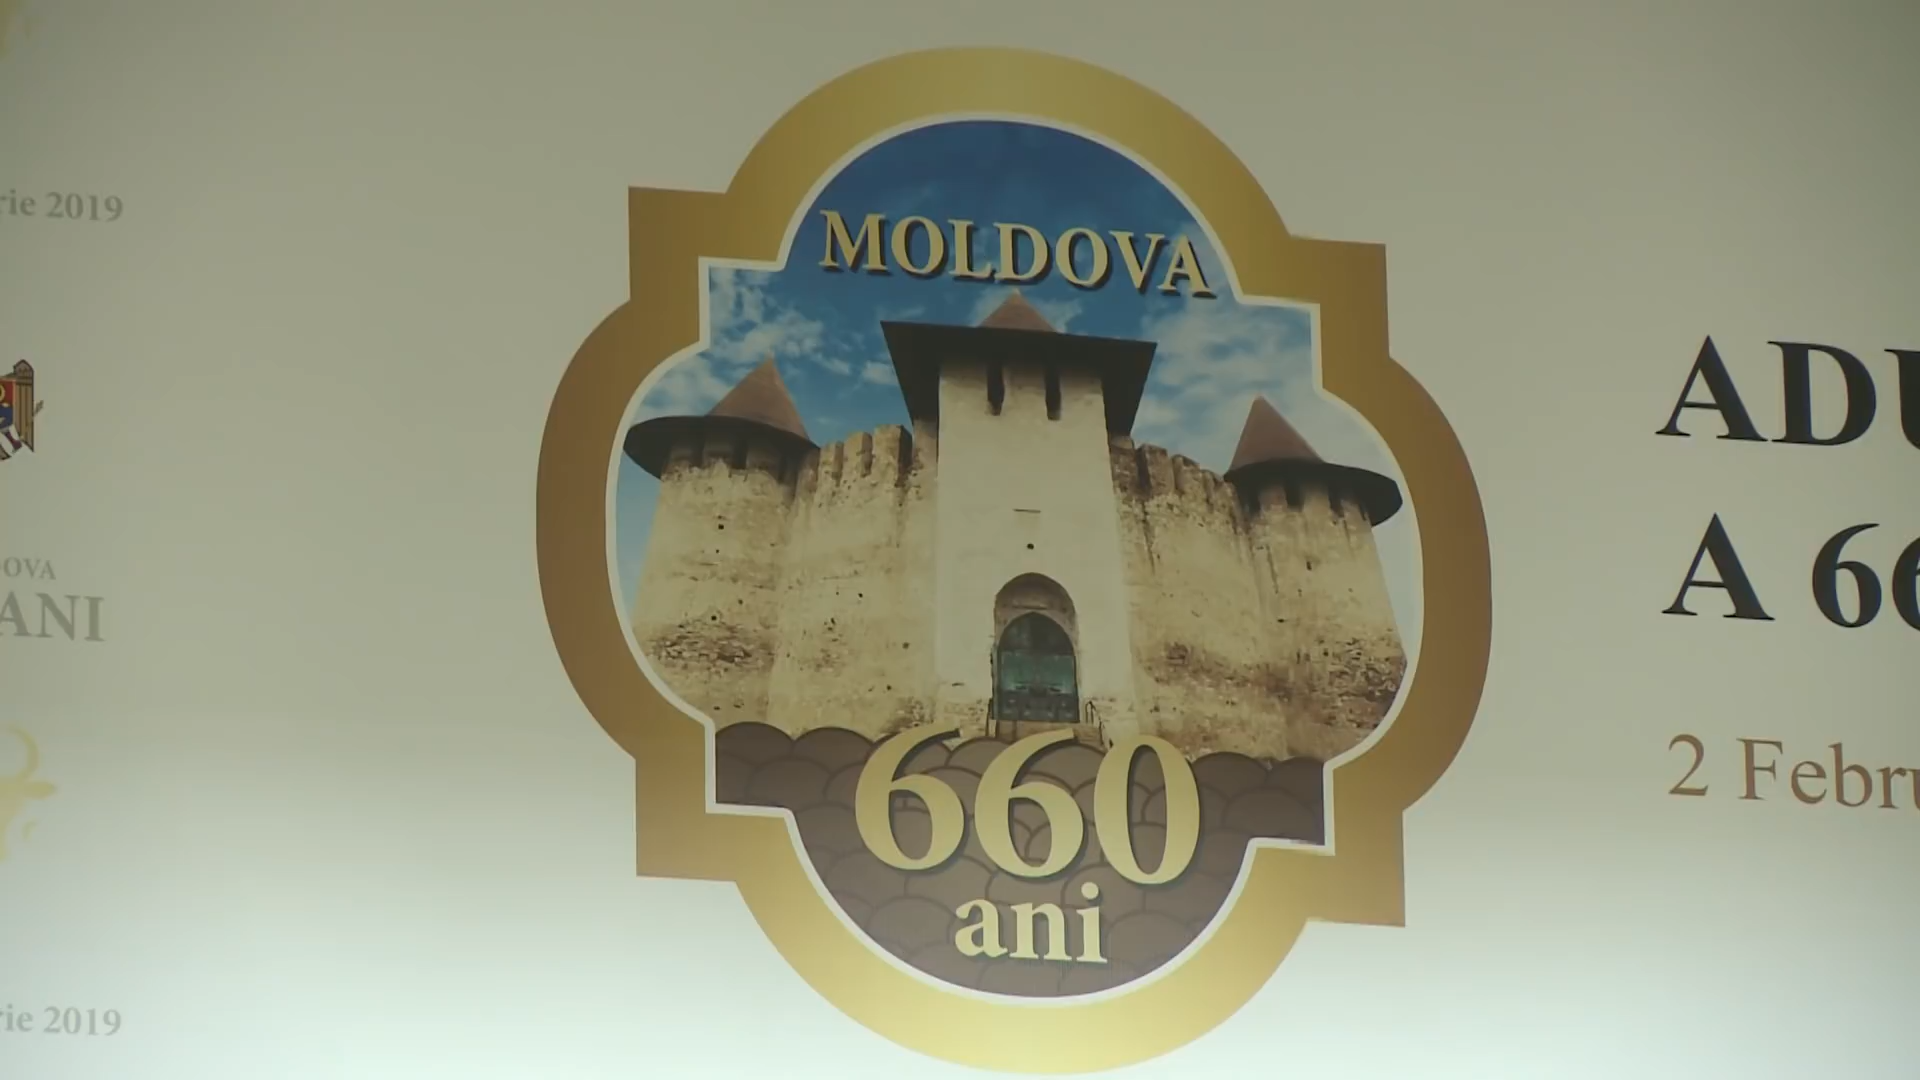 rie 2019
OVA
ANI
rie 2019
MOLDOVA
660
ani
ADU
A 66
2 Febru